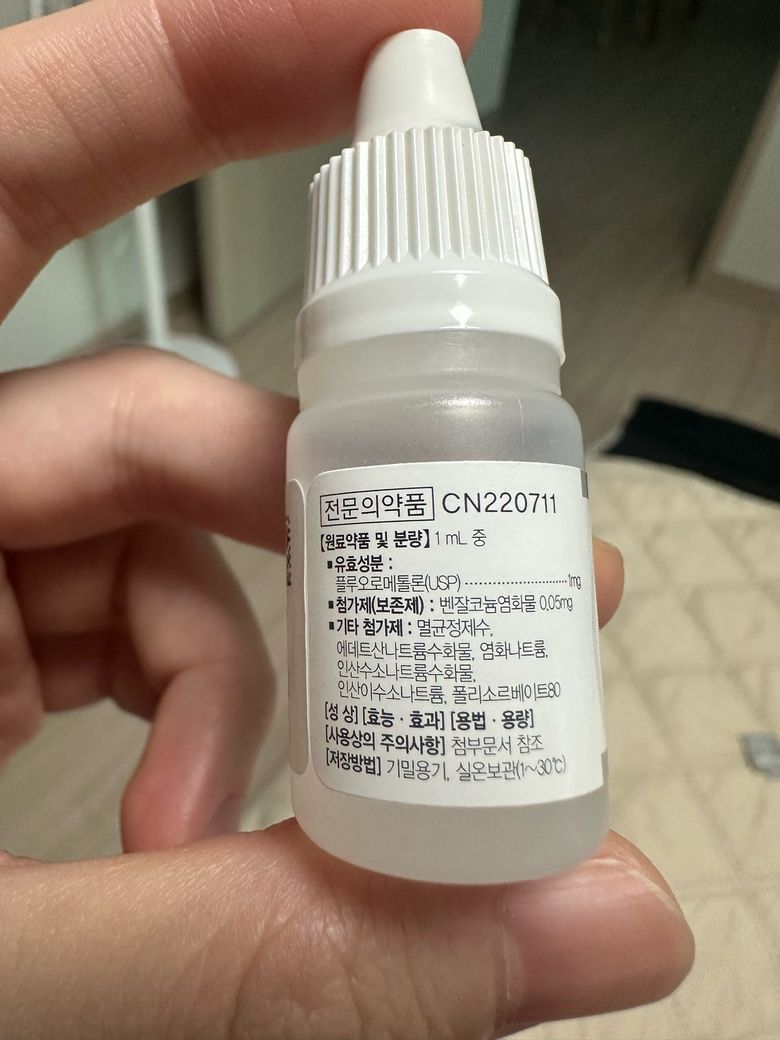 전문의약품 CN220711
【원료약품 및 분량】 1 mL 중
▪유효성분 :
플루오로메톨론(USP) ······························ 1mg
▪첨가제(보존제) : 벤잘코늄염화물 0.05mg
▪기타 첨가제 : 멸균정제수,
에데트산나트륨수화물, 염화나트륨,
인산수소나트륨수화물,
인산이수소나트륨, 폴리소르베이트80
[성 상] [효능 · 효과] [용법 · 용량]
[사용상의 주의사항] 첨부문서 참조
[저장방법] 기밀용기, 실온보관(1~30℃)